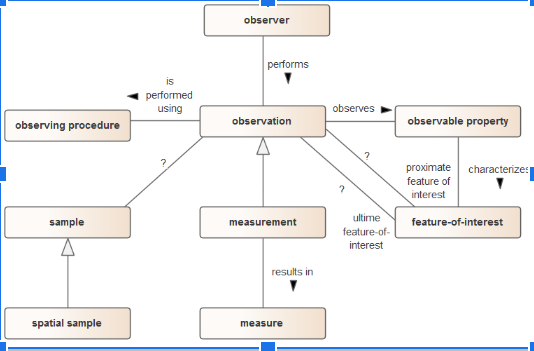 observer
performs
is
performed
using
observing procedure
observation
observes
observable property
?
?
?
proximate
feature of
interest
characterizes
sample
measurement
ultime
feature-of-
interest
feature-of-interest
results in
spatial sample
measure